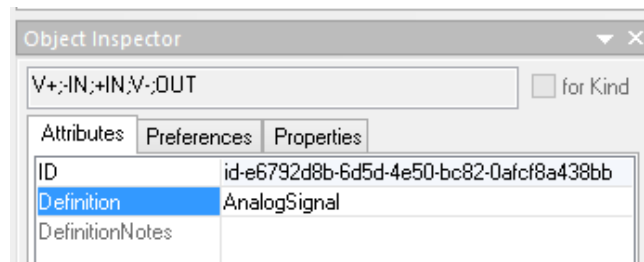 Object Inspector
V+;-IN;+IN;V-;OUT
for Kind
Attributes Preferences Properties
ID id-e6792d8b-6d5d-4e50-bc82-0afcf8a438bb
Definition AnalogSignal
DefinitionNotes